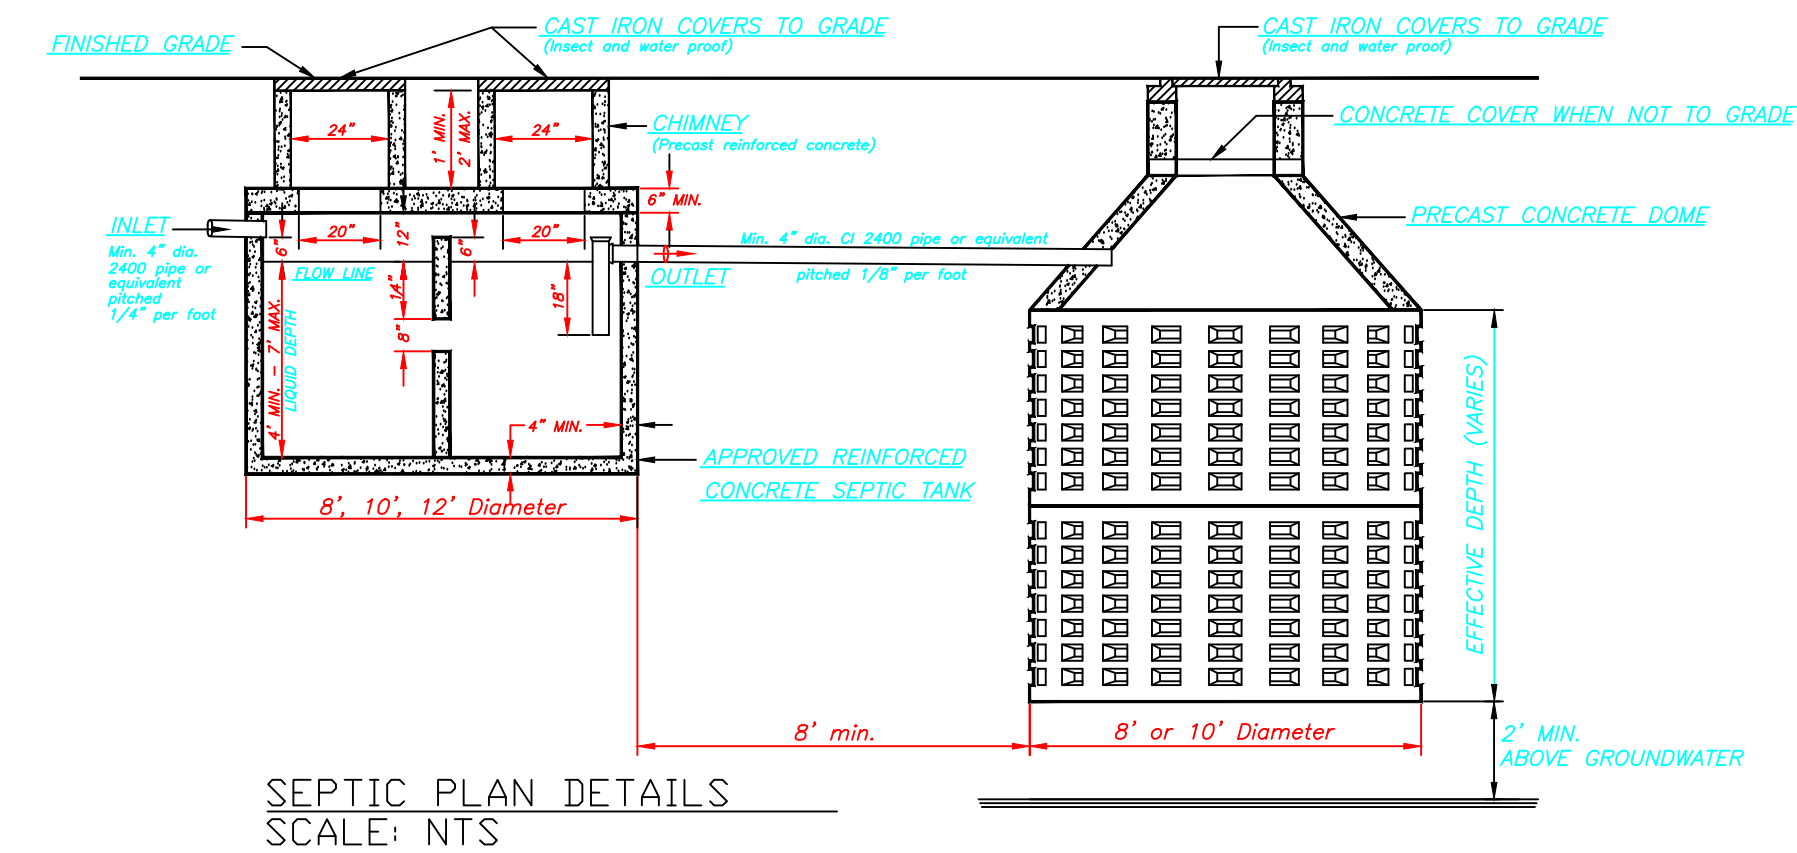 FINISHED GRADE
CAST IRON COVERS TO GRADE
(Insect and water proof)
CAST IRON COVERS TO GRADE
(Insect and water proof)
24"
1' MIN.
2' MAX.
24"
CHIMNEY
(Precast reinforced concrete)
CONCRETE COVER WHEN NOT TO GRADE
6" MIN.
PRECAST CONCRETE DOME
INLET
Min. 4" dia.
2400 pipe or
equivalent
pitched
1/4" per foot
6"
20"
12"
6"
20"
FLOW LINE
14"
8"
18"
Min. 4" dia. CI 2400 pipe or equivalent
pitched 1/8" per foot
OUTLET
4' MIN. - 7' MAX.
LIQUID DEPTH
4" MIN.
APPROVED REINFORCED
CONCRETE SEPTIC TANK
8', 10', 12' Diameter
EFFECTIVE DEPTH (VARIES)
8' min.
8' or 10' Diameter
2' MIN.
ABOVE GROUNDWATER
SEPTIC PLAN DETAILS
SCALE: NTS